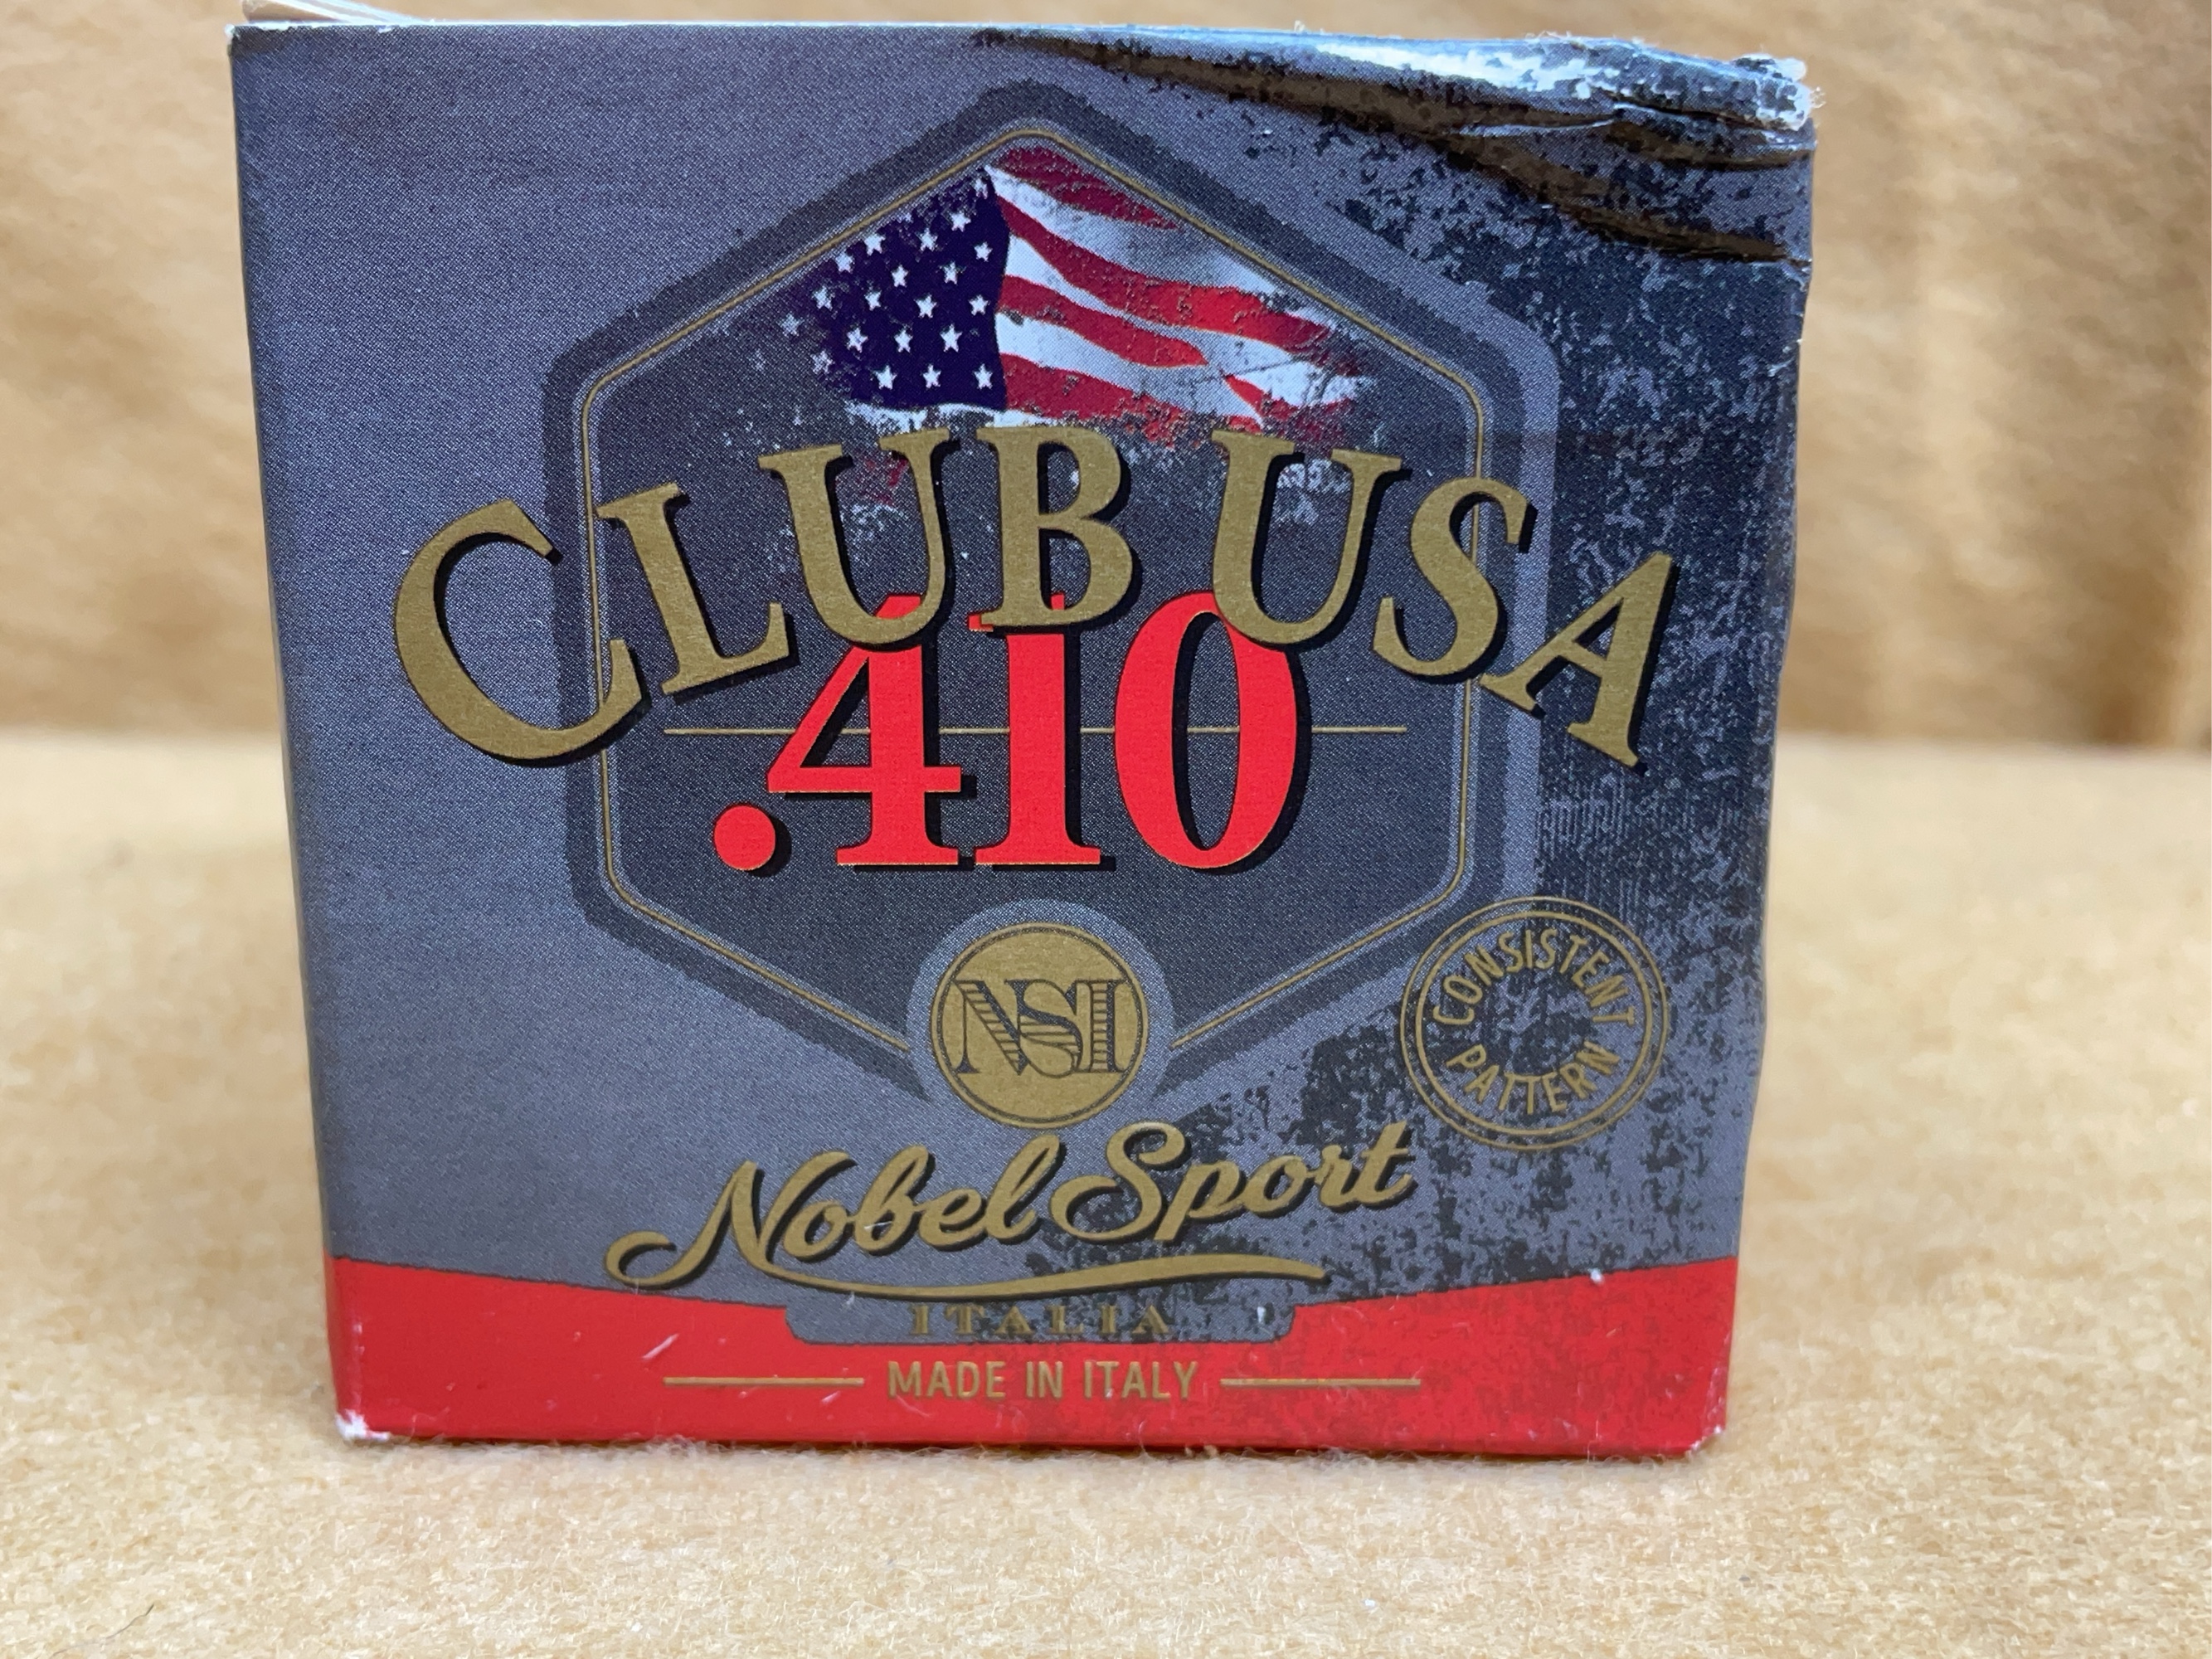 CLUB USA
.410
NSI
CONSISTENT
PATTERN
Nobel Sport
ITALIA
MADE IN ITALY